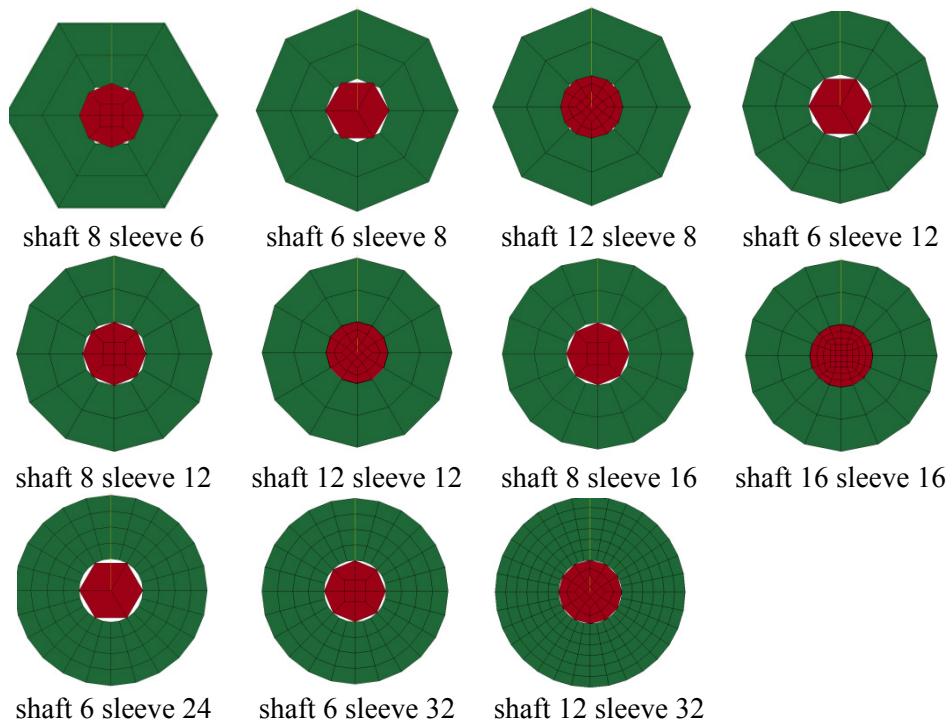 shaft 8 sleeve 6
shaft 6 sleeve 8
shaft 12 sleeve 8
shaft 6 sleeve 12
shaft 8 sleeve 12
shaft 12 sleeve 12
shaft 8 sleeve 16
shaft 16 sleeve 16
shaft 6 sleeve 24
shaft 6 sleeve 32
shaft 12 sleeve 32